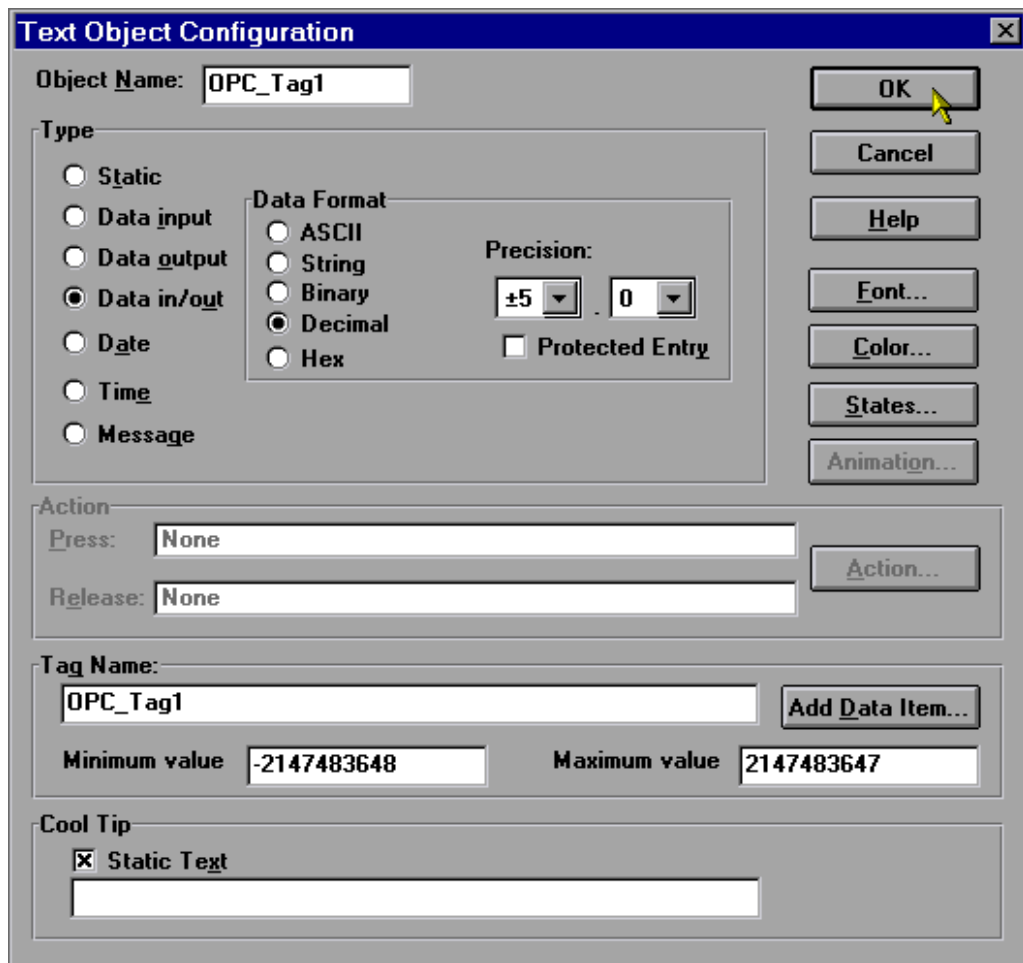 Text Object Configuration
Object Name: OPC_Tag1
OK
Type
Cancel
Static
Data Format
Data input
ASCII
Help
Precision:
Data output
String
Binary
Data in/out
±5 . 0
Font...
Decimal
Date
Protected Entry
Color...
Hex
Time
States...
Message
Animation...
Action
Press: None
Action...
Release: None
Tag Name:
OPC_Tag1
Add Data Item...
Minimum value -2147483648 Maximum value 2147483647
Cool Tip
Static Text